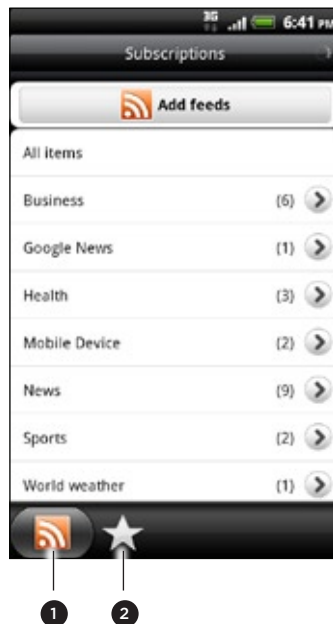 3G 6:41 PM
Subscriptions
Add feeds
All items
Business (6)
Google News (1)
Health (3)
Mobile Device (2)
News (9)
Sports (2)
World weather (1)
1 2